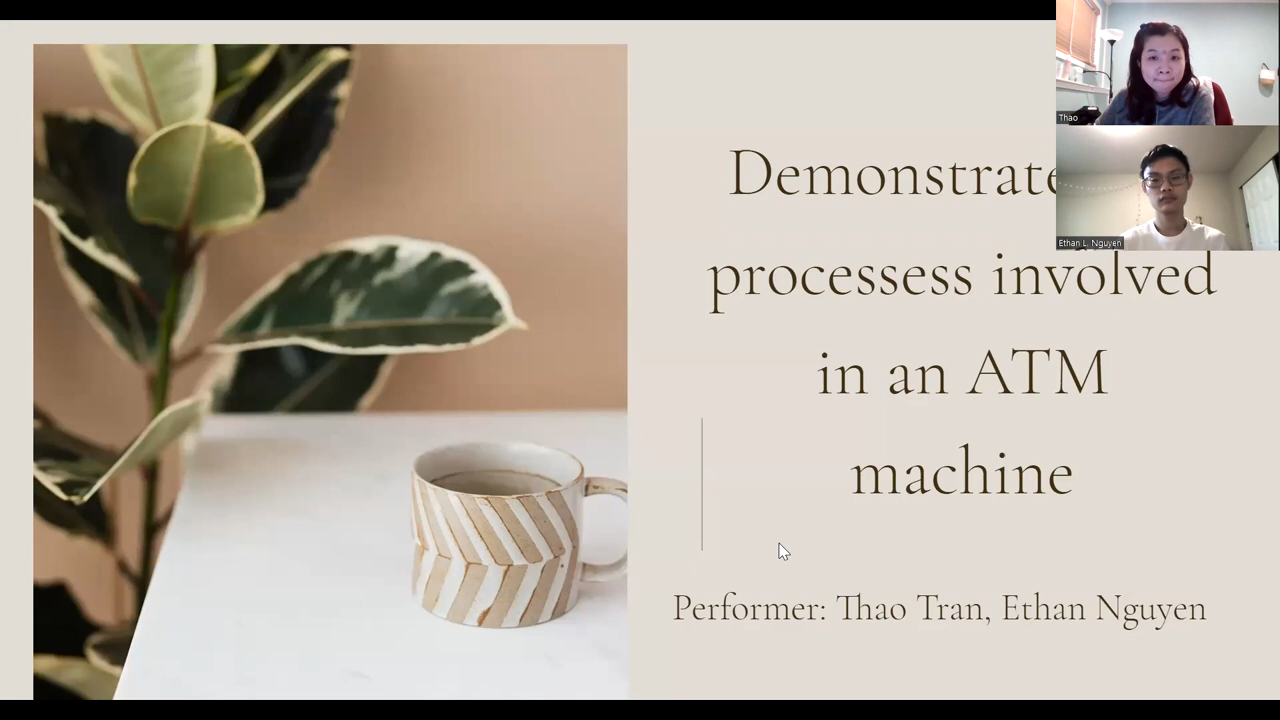 Demonstrate
processess involved
in an ATM
machine
Performer: Thao Tran, Ethan Nguyen
Thao
Ethan L. Nguyen